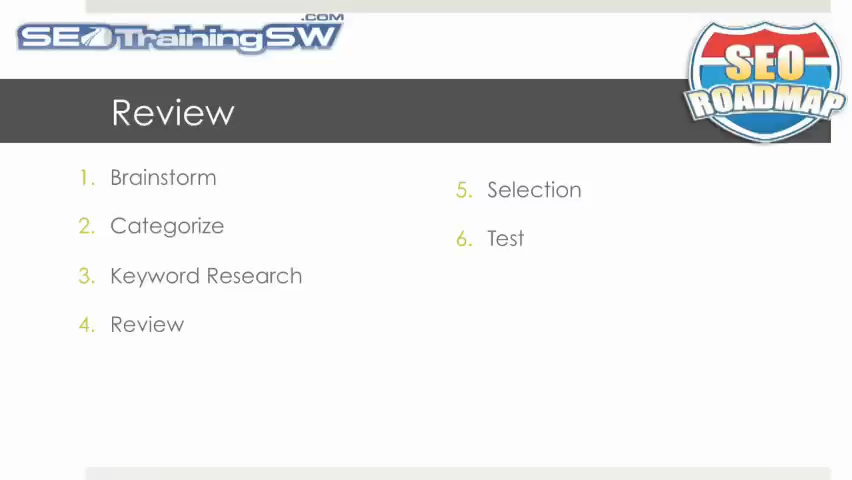 .COM
SEOTrainingSW
SEO
ROADMAP
Review
1. Brainstorm
2. Categorize
3. Keyword Research
4. Review
5. Selection
6. Test